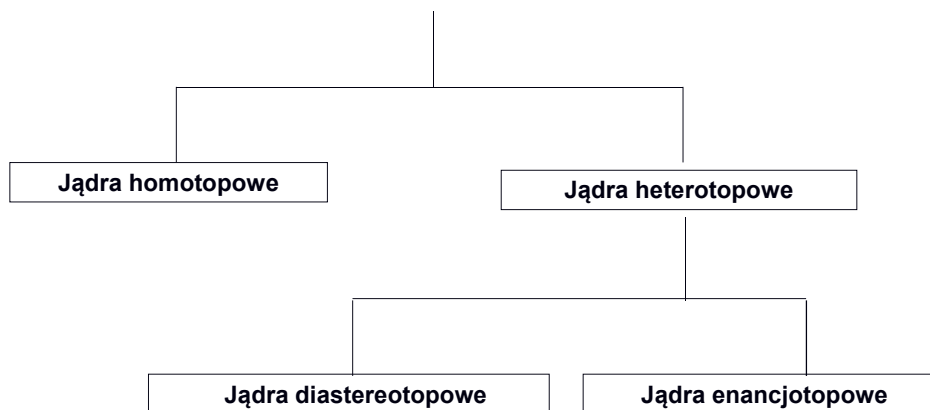 Jądra homotopowe
Jądra heterotopowe
Jądra diastereotopowe
Jądra enancjotopowe